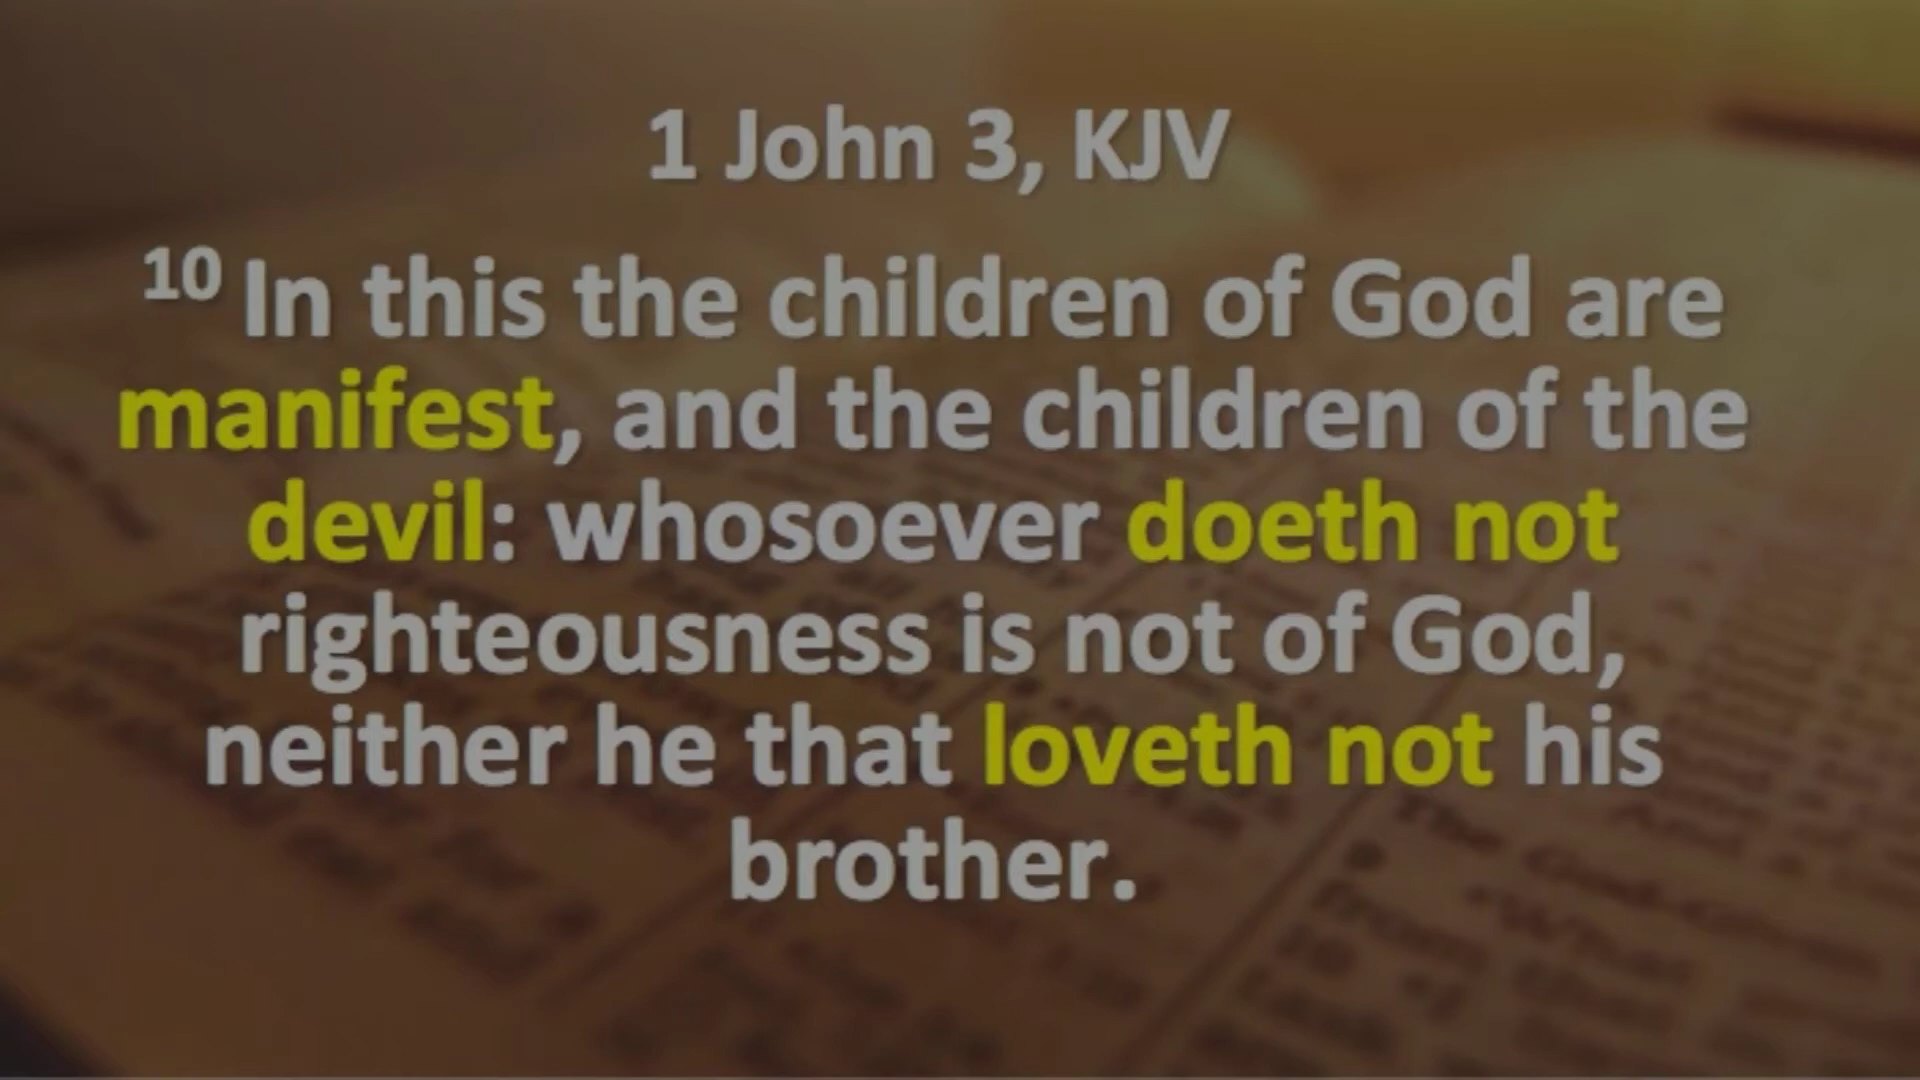 1 John 3, KJV
10 In this the children of God are
manifest, and the children of the
devil: whosoever doeth not
righteousness is not of God,
neither he that loveth not his
brother.